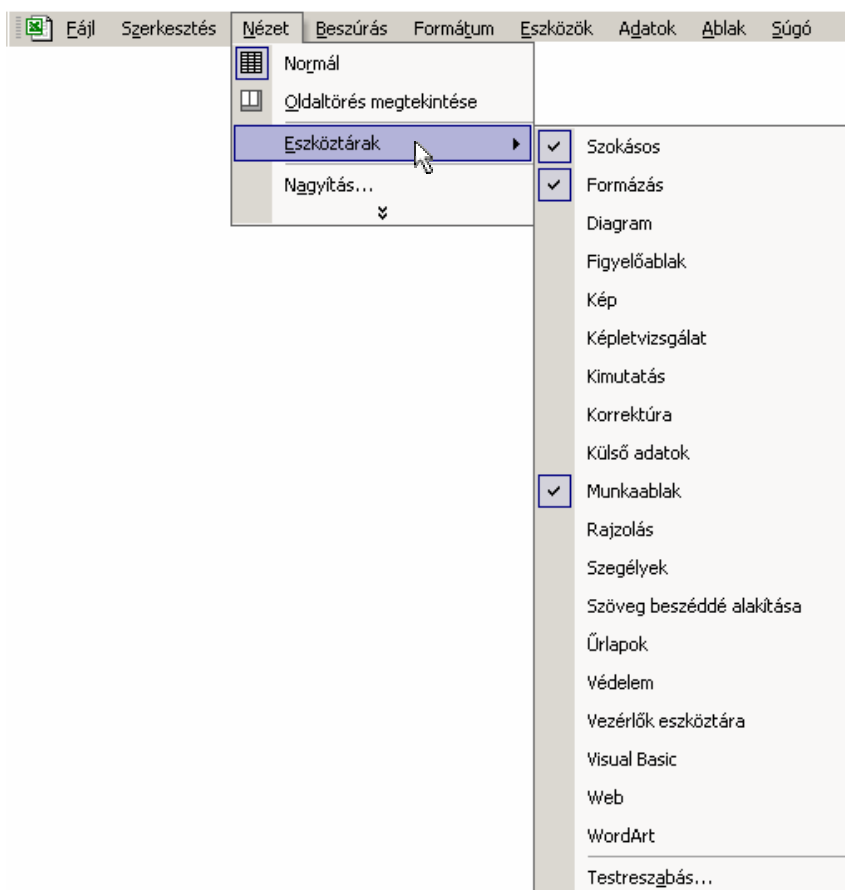 Fájl Szerkesztés Nézet Beszúrás Formátum Eszközök Adatok Ablak Súgó
Normál
Oldaltörés megtekintése
Eszköztárak
Nagyítás...
Szokásos
Formázás
Diagram
Figyelőablak
Kép
Képletvizsgálat
Kimutatás
Korrektúra
Külső adatok
Munkaablak
Rajzolás
Szegélyek
Szöveg beszéddé alakítása
Űrlapok
Védelem
Vezérlők eszköztára
Visual Basic
Web
WordArt
Testreszabás...